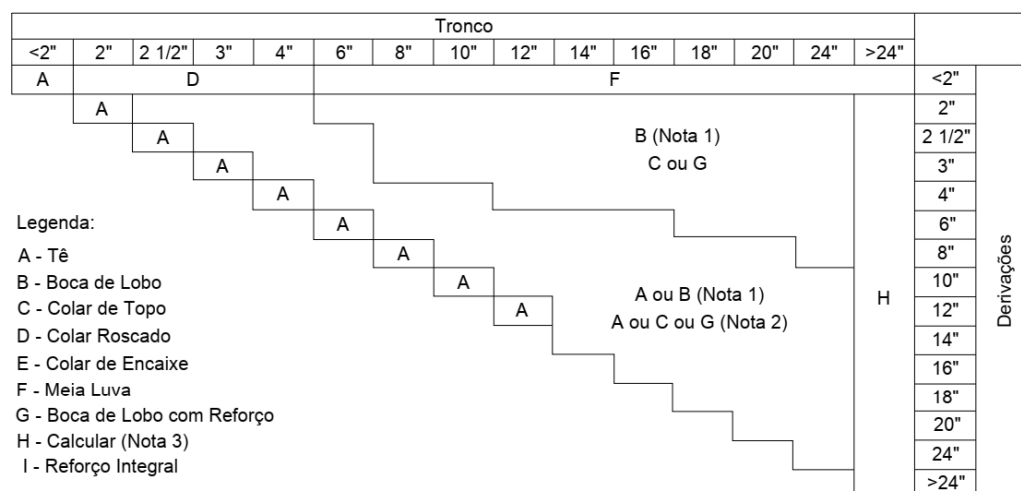 Tronco
<2" 2" 2 1/2" 3" 4" 6" 8" 10" 12" 14" 16" 18" 20" 24" >24"
A D F <2"
A 2"
B (Nota 1)
A 2 1/2"
C ou G
A 3"
A 4"
Legenda:
A 6"
A - Tê
A 8"
B - Boca de Lobo
A 10"
C - Colar de Topo
A ou B (Nota 1)
H
A 12"
D - Colar Roscado
A ou C ou G (Nota 2)
14"
E - Colar de Encaixe
16"
F - Meia Luva
18"
G - Boca de Lobo com Reforço
20"
H - Calcular (Nota 3)
24"
I - Reforço Integral
>24"
Derivações